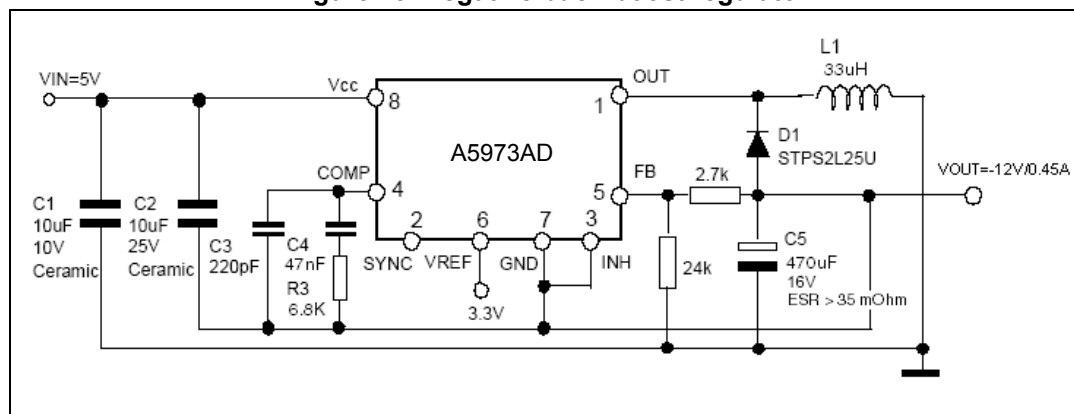 L1
33uH
VIN=5V
Vcc
8
OUT
1
A5973AD
D1
STPS2L25U
COMP
4
FB
5
2.7k
VOUT=-12V/0.45A
C1
10uF
10V
Ceramic
C2
10uF
25V
Ceramic
C3
220pF
C4
47nF
R3
6.8K
2
SYNC
6
VREF
3.3V
7
GND
3
INH
24k
C5
470uF
16V
ESR > 35 mOhm